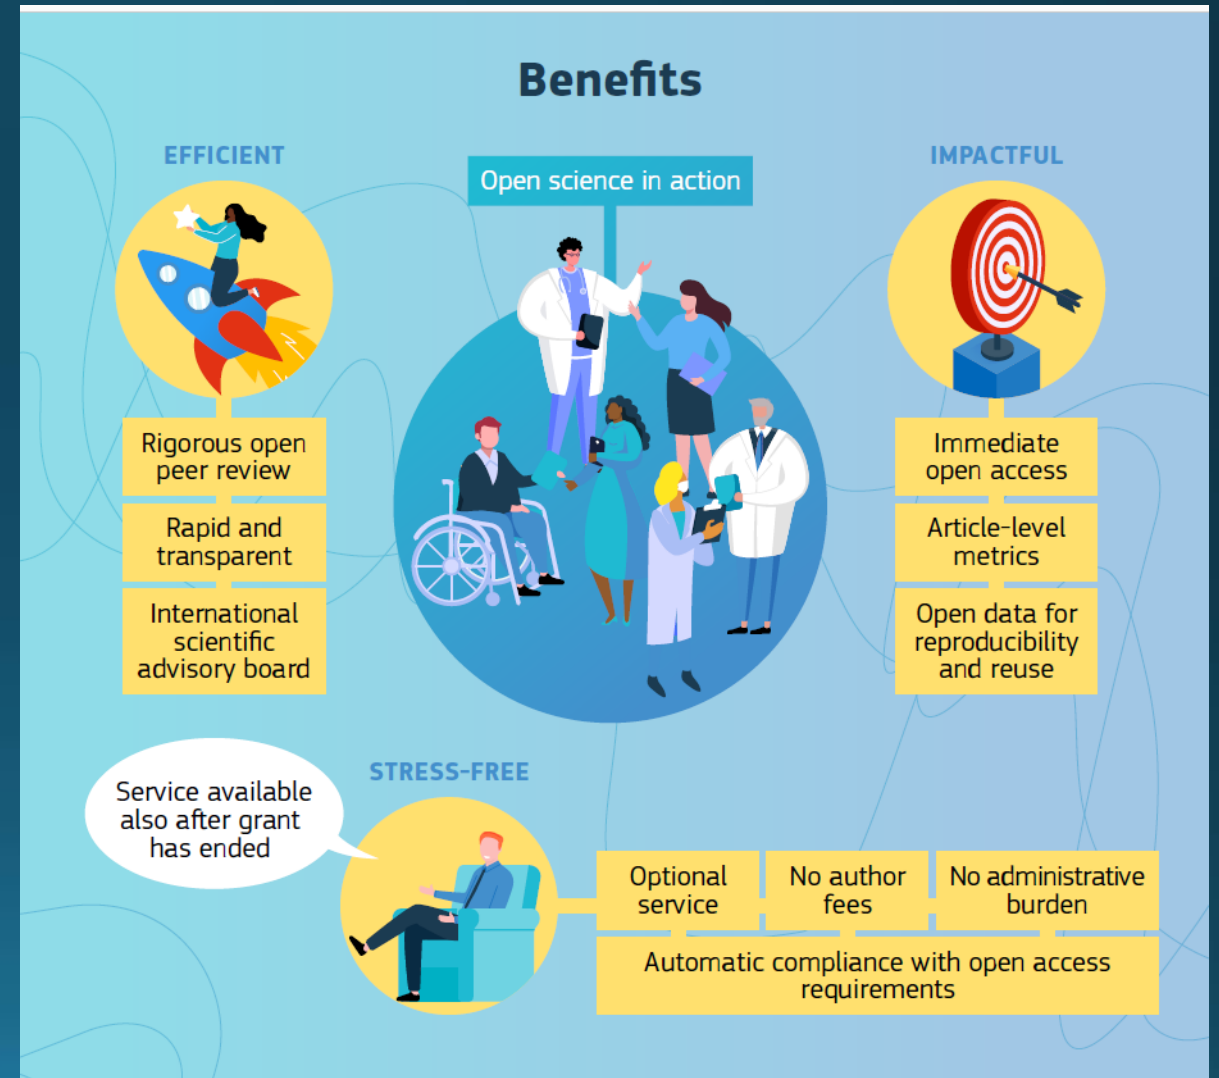 Benefits
EFFICIENT
Rigorous open
peer review
Rapid and
transparent
International
scientific
advisory board
Open science in action
IMPACTFUL
Immediate
open access
Article-level
metrics
Open data for
reproducibility
and reuse
STRESS-FREE
Service available
also after grant
has ended
Optional
service
No author
fees
No administrative
burden
Automatic compliance with open access
requirements